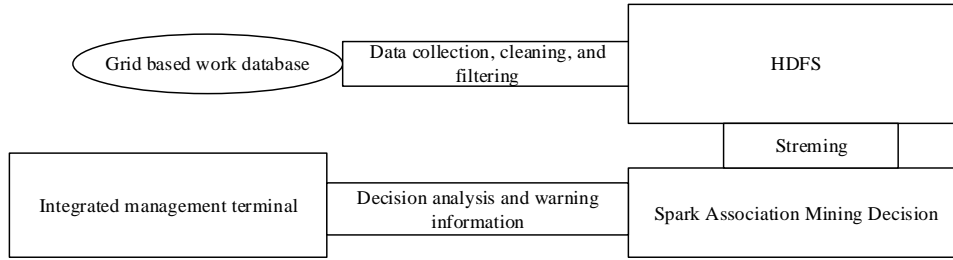 Grid based work database
Data collection, cleaning, and
filtering
HDFS
Streming
Integrated management terminal
Decision analysis and warning
information
Spark Association Mining Decision